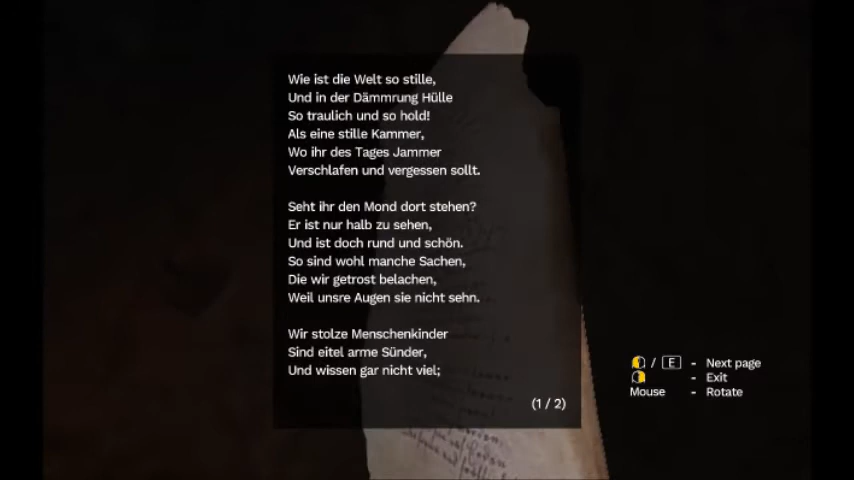 Wie ist die Welt so stille,
Und in der Dämmrung Hülle
So traulich und so hold!
Als eine stille Kammer,
Wo ihr des Tages Jammer
Verschlafen und vergessen sollt.
Seht ihr den Mond dort stehen?
Er ist nur halb zu sehen,
Und ist doch rund und schön.
So sind wohl manche Sachen,
Die wir getrost belachen,
Weil unsre Augen sie nicht sehn.
Wir stolze Menschenkinder
Sind eitel arme Sünder,
Und wissen gar nicht viel;
(1 / 2)
/ E - Next page
- Exit
Mouse - Rotate